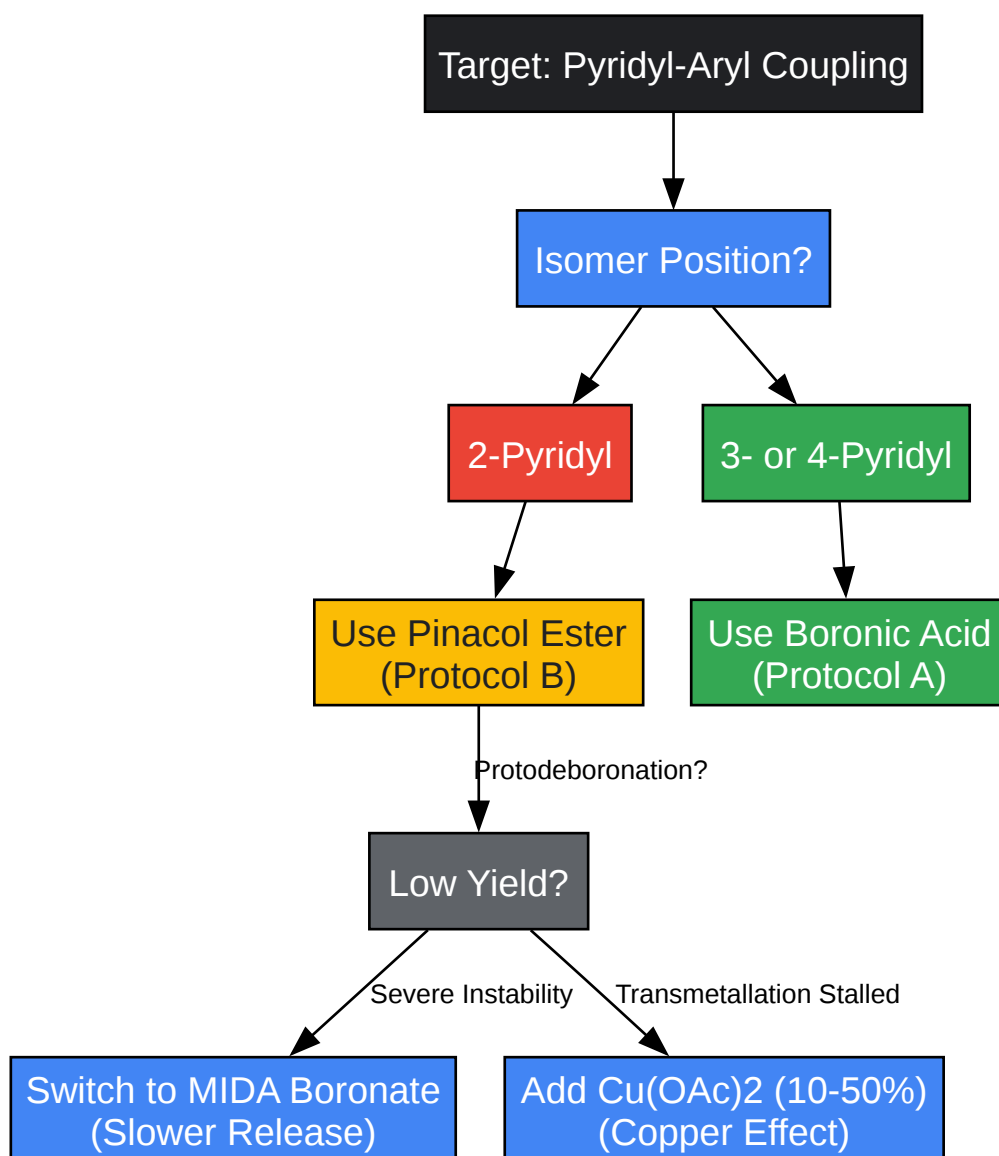 Target: Pyridyl-Aryl Coupling
Isomer Position?
2-Pyridyl
3- or 4-Pyridyl
Use Pinacol Ester
(Protocol B)
Use Boronic Acid
(Protocol A)
Protodeboronation?
Low Yield?
Severe Instability
Transmetallation Stalled
Switch to MIDA Boronate
(Slower Release)
Add Cu(OAc)2 (10-50%)
(Copper Effect)